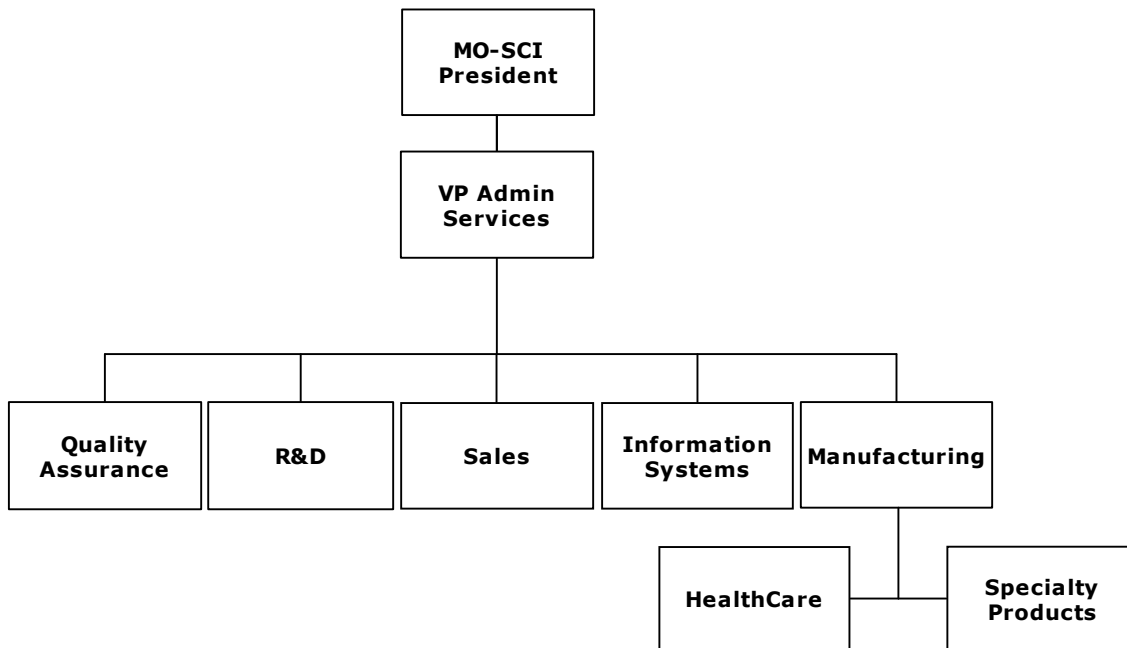 MO-SCI
President
VP Admin
Services
Quality
Assurance
R&D
Sales
Information
Systems
Manufacturing
HealthCare
Specialty
Products